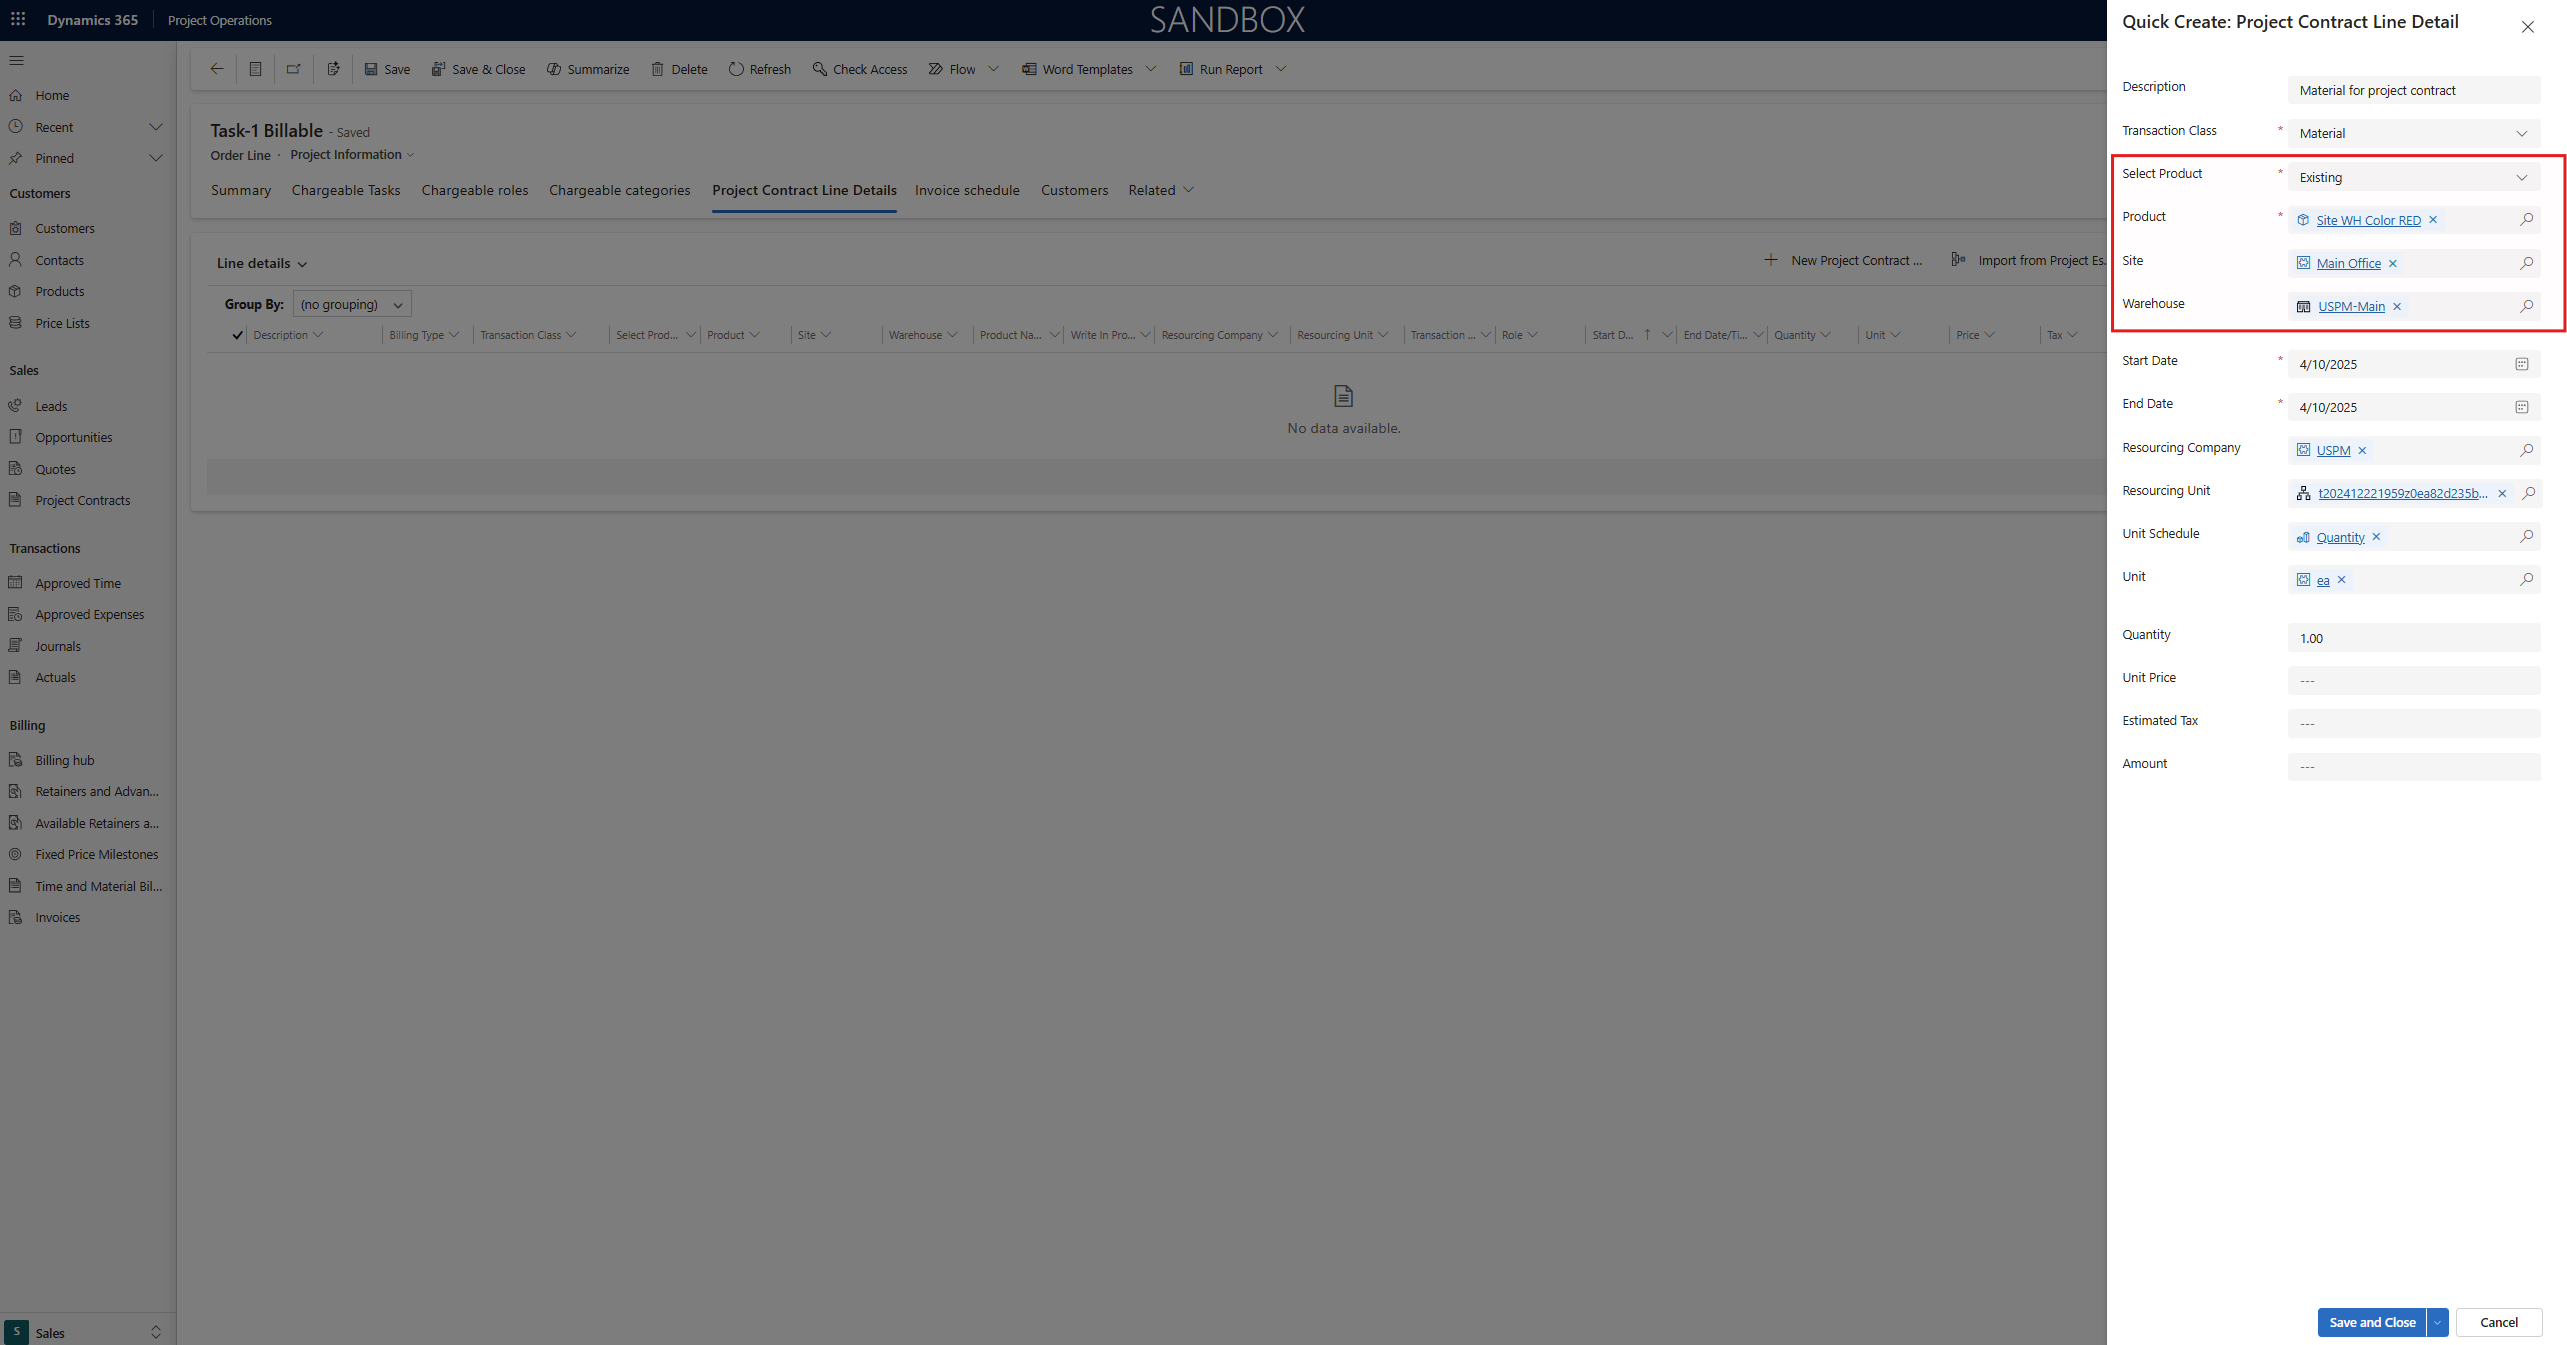 Dynamics 365 Project Operations SANDBOX
Home
Recent
Pinned
Customers
Customers
Contacts
Products
Price Lists
Sales
Leads
Opportunities
Quotes
Project Contracts
Transactions
Approved Time
Approved Expenses
Journals
Actuals
Billing
Billing hub
Retainers and Advan...
Available Retainers a...
Fixed Price Milestones
Time and Material Bil...
Invoices
S Sales
Save Save & Close Summarize Delete Refresh Check Access Flow Word Templates Run Report
Task-1 Billable - Saved
Order Line · Project Information
Summary Chargeable Tasks Chargeable roles Chargeable categories Project Contract Line Details Invoice schedule Customers Related
Line details
New Project Contract ... Import from Project Es...
Group By: (no grouping)
Description Billing Type Transaction Class Select Prod... Product Site Warehouse Product Na... Write In Pro... Resourcing Company Resourcing Unit Transaction ... Role Start D... End Date/Ti... Quantity Unit Price Tax
No data available.
Quick Create: Project Contract Line Detail
Description Material for project contract
Transaction Class * Material
Select Product * Existing
Product * Site WH Color RED
Site Main Office
Warehouse USPM-Main
Start Date * 4/10/2025
End Date * 4/10/2025
Resourcing Company USPM
Resourcing Unit t202412221959z0ea82d235b...
Unit Schedule Quantity
Unit ea
Quantity 1.00
Unit Price ---
Estimated Tax ---
Amount ---
Save and Close Cancel